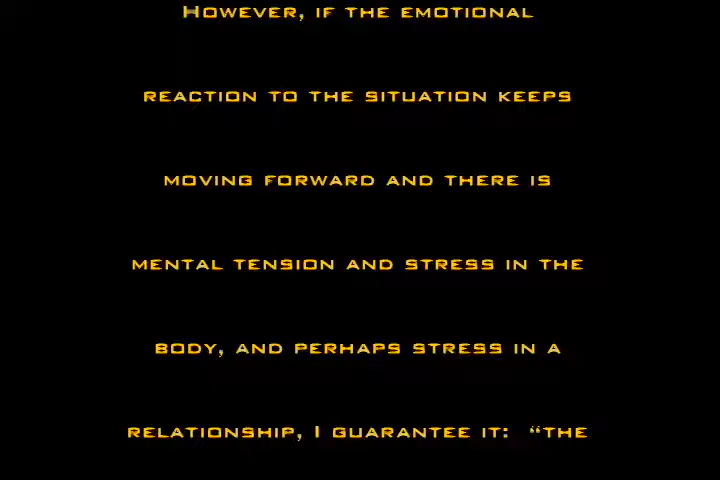 However, if the emotional
reaction to the situation keeps
moving forward and there is
mental tension and stress in the
body, and perhaps stress in a
relationship, I guarantee it:  “the